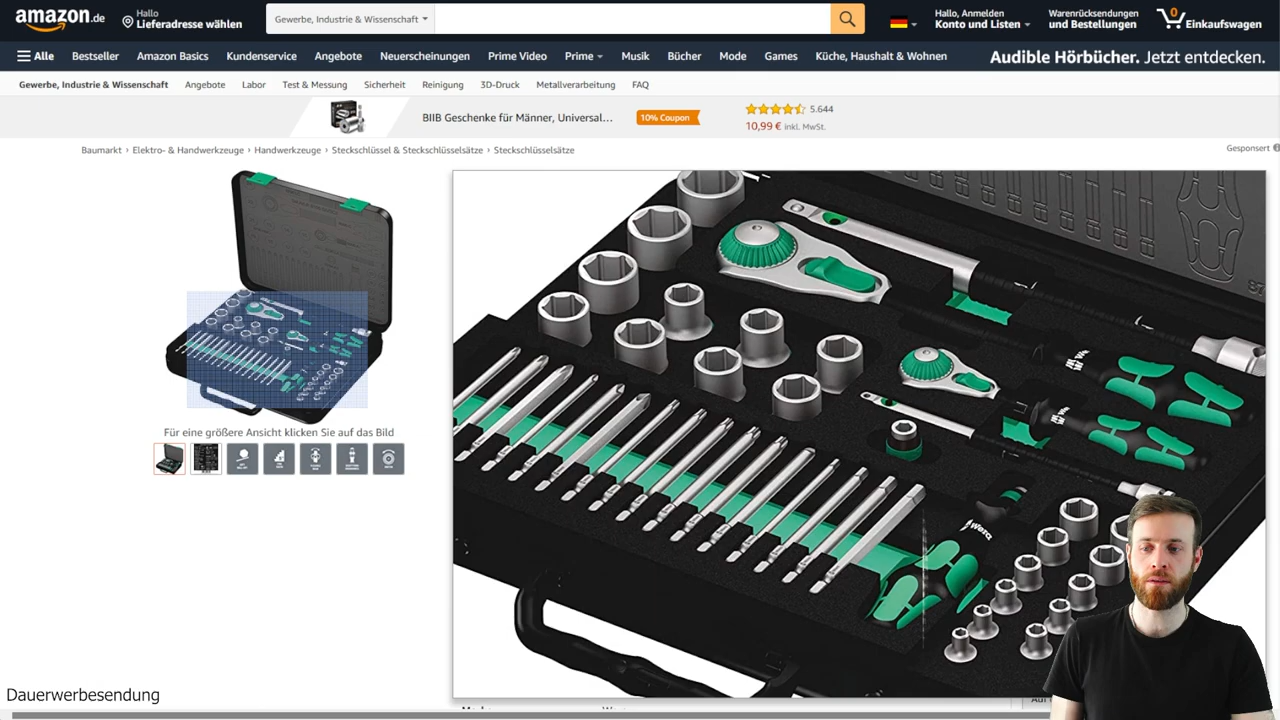 amazon.de
Hallo
Lieferadresse wählen
Gewerbe, Industrie & Wissenschaft
Hallo, Anmelden
Konto und Listen
Warenrücksendungen
und Bestellungen
0
Einkaufswagen
Alle
Bestseller
Amazon Basics
Kundenservice
Angebote
Neuerscheinungen
Prime Video
Prime
Musik
Bücher
Mode
Games
Küche, Haushalt & Wohnen
Audible Hörbücher. Jetzt entdecken.
Gewerbe, Industrie & Wissenschaft
Angebote
Labor
Test & Messung
Sicherheit
Reinigung
3D-Druck
Metallverarbeitung
FAQ
BIIB Geschenke für Männer, Universal...
10% Coupon
5.644
10,99 € inkl. MwSt.
Baumarkt › Elektro- & Handwerkzeuge › Handwerkzeuge › Steckschlüssel & Steckschlüsselsätze › Steckschlüsselsätze
Gesponsert
Wera
Für eine größere Ansicht klicken Sie auf das Bild
Dauerwerbesendung